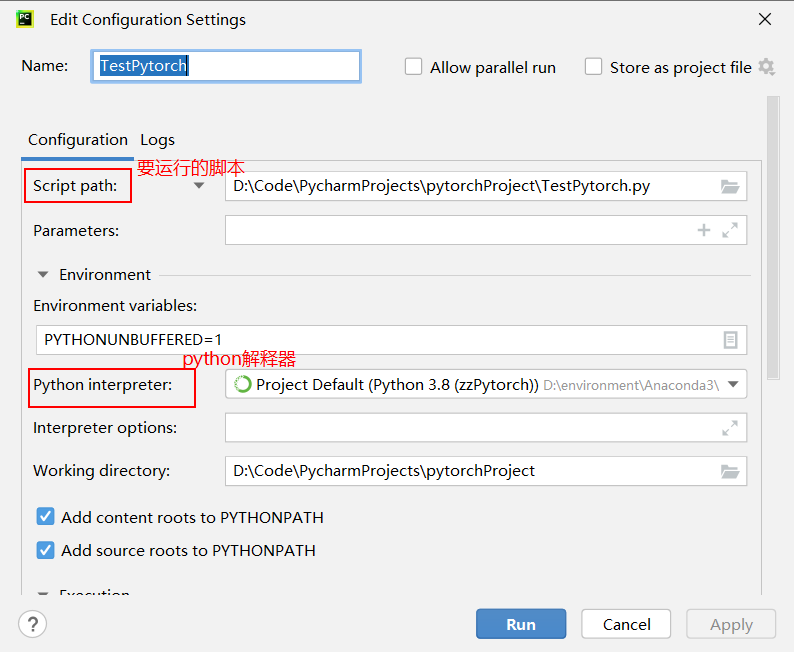 PC
Edit Configuration Settings
Name: TestPytorch Allow parallel run Store as project file
Configuration Logs
要运行的脚本
Script path: D:\Code\PycharmProjects\pytorchProject\TestPytorch.py
Parameters:
Environment
Environment variables:
PYTHONUNBUFFERED=1
python解释器
Python interpreter: Project Default (Python 3.8 (zzPytorch)) D:\environment\Anaconda3\
Interpreter options:
Working directory: D:\Code\PycharmProjects\pytorchProject
Add content roots to PYTHONPATH
Add source roots to PYTHONPATH
Execution
? Run Cancel Apply